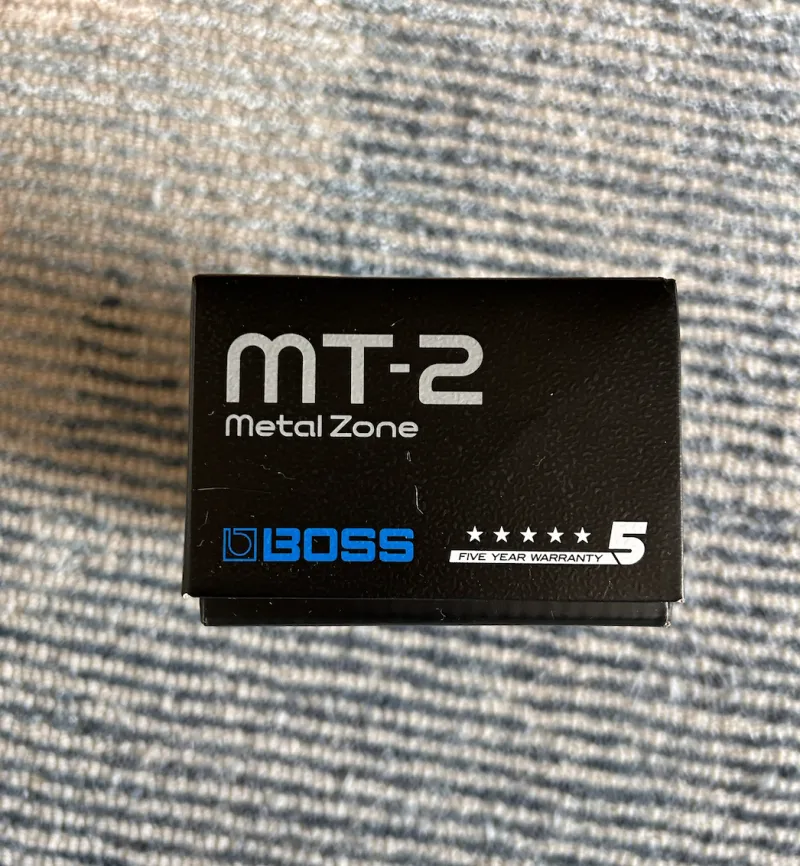 MT-2
Metal Zone
BOSS
★★★★★ 5
FIVE YEAR WARRANTY